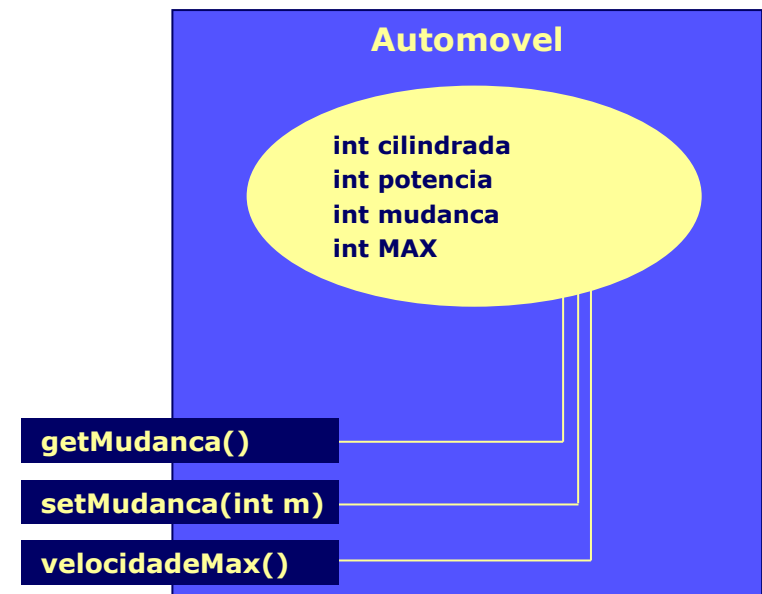 Automovel
int cilindrada
int potencia
int mudanca
int MAX
getMudanca()
setMudanca(int m)
velocidadeMax()